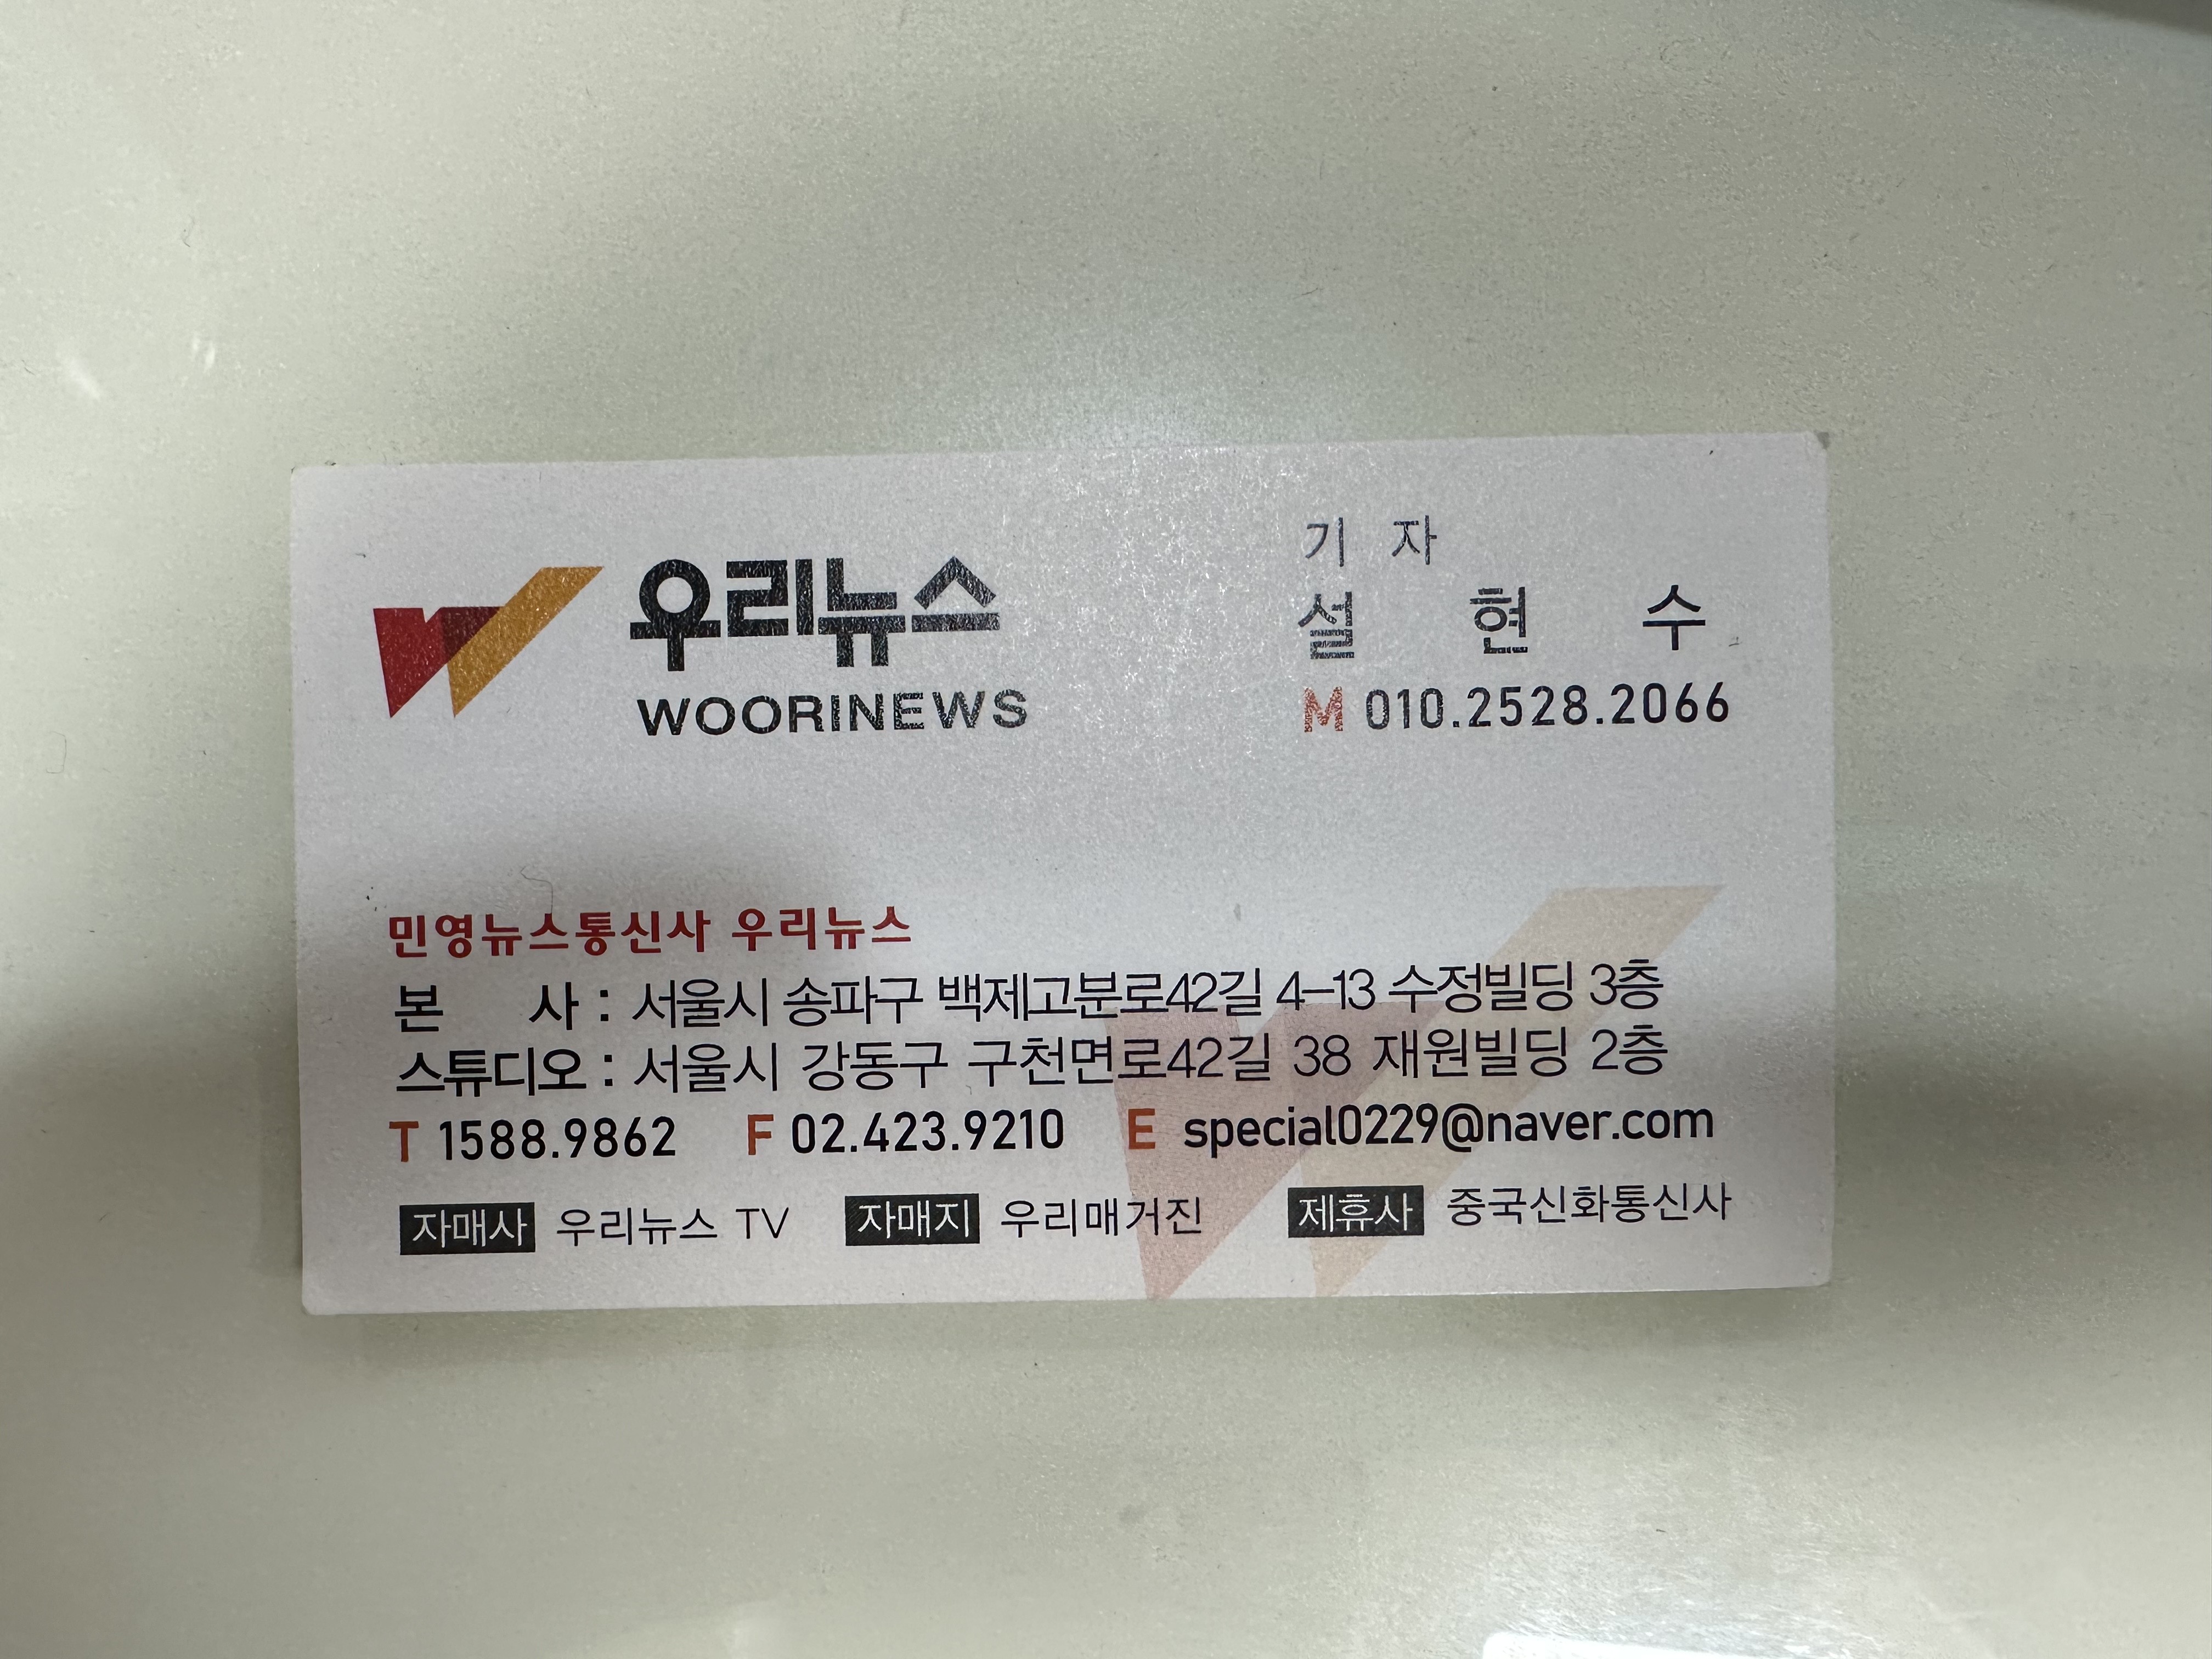 우리뉴스
WOORINEWS
기 자
설 현 수
M 010.2528.2066
민영뉴스통신사 우리뉴스
본 사 : 서울시 송파구 백제고분로42길 4-13 수정빌딩 3층
스튜디오 : 서울시 강동구 구천면로42길 38 재원빌딩 2층
T 1588.9862 F 02.423.9210 E special0229@naver.com
자매사 우리뉴스 TV 자매지 우리매거진 제휴사 중국신화통신사